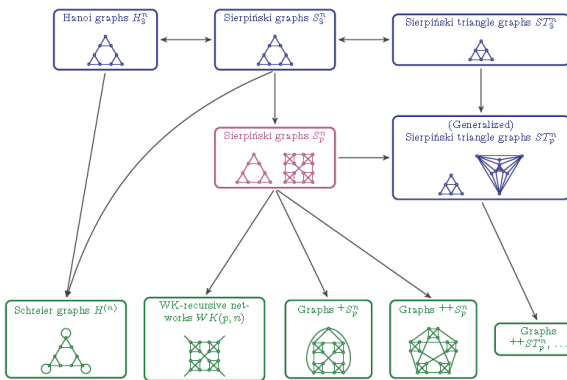 Hanoi graphs H₃ⁿ
Sierpiński graphs S₃ⁿ
Sierpiński triangle graphs ST₃ⁿ
Sierpiński graphs Sₚⁿ
(Generalized)
Sierpiński triangle graphs STₚⁿ
Schreier graphs H⁽ⁿ⁾
WK-recursive net-
works WK(p, n)
Graphs ⁺Sₚⁿ
Graphs ⁺⁺Sₚⁿ
Graphs
⁺⁺STₚⁿ, ...